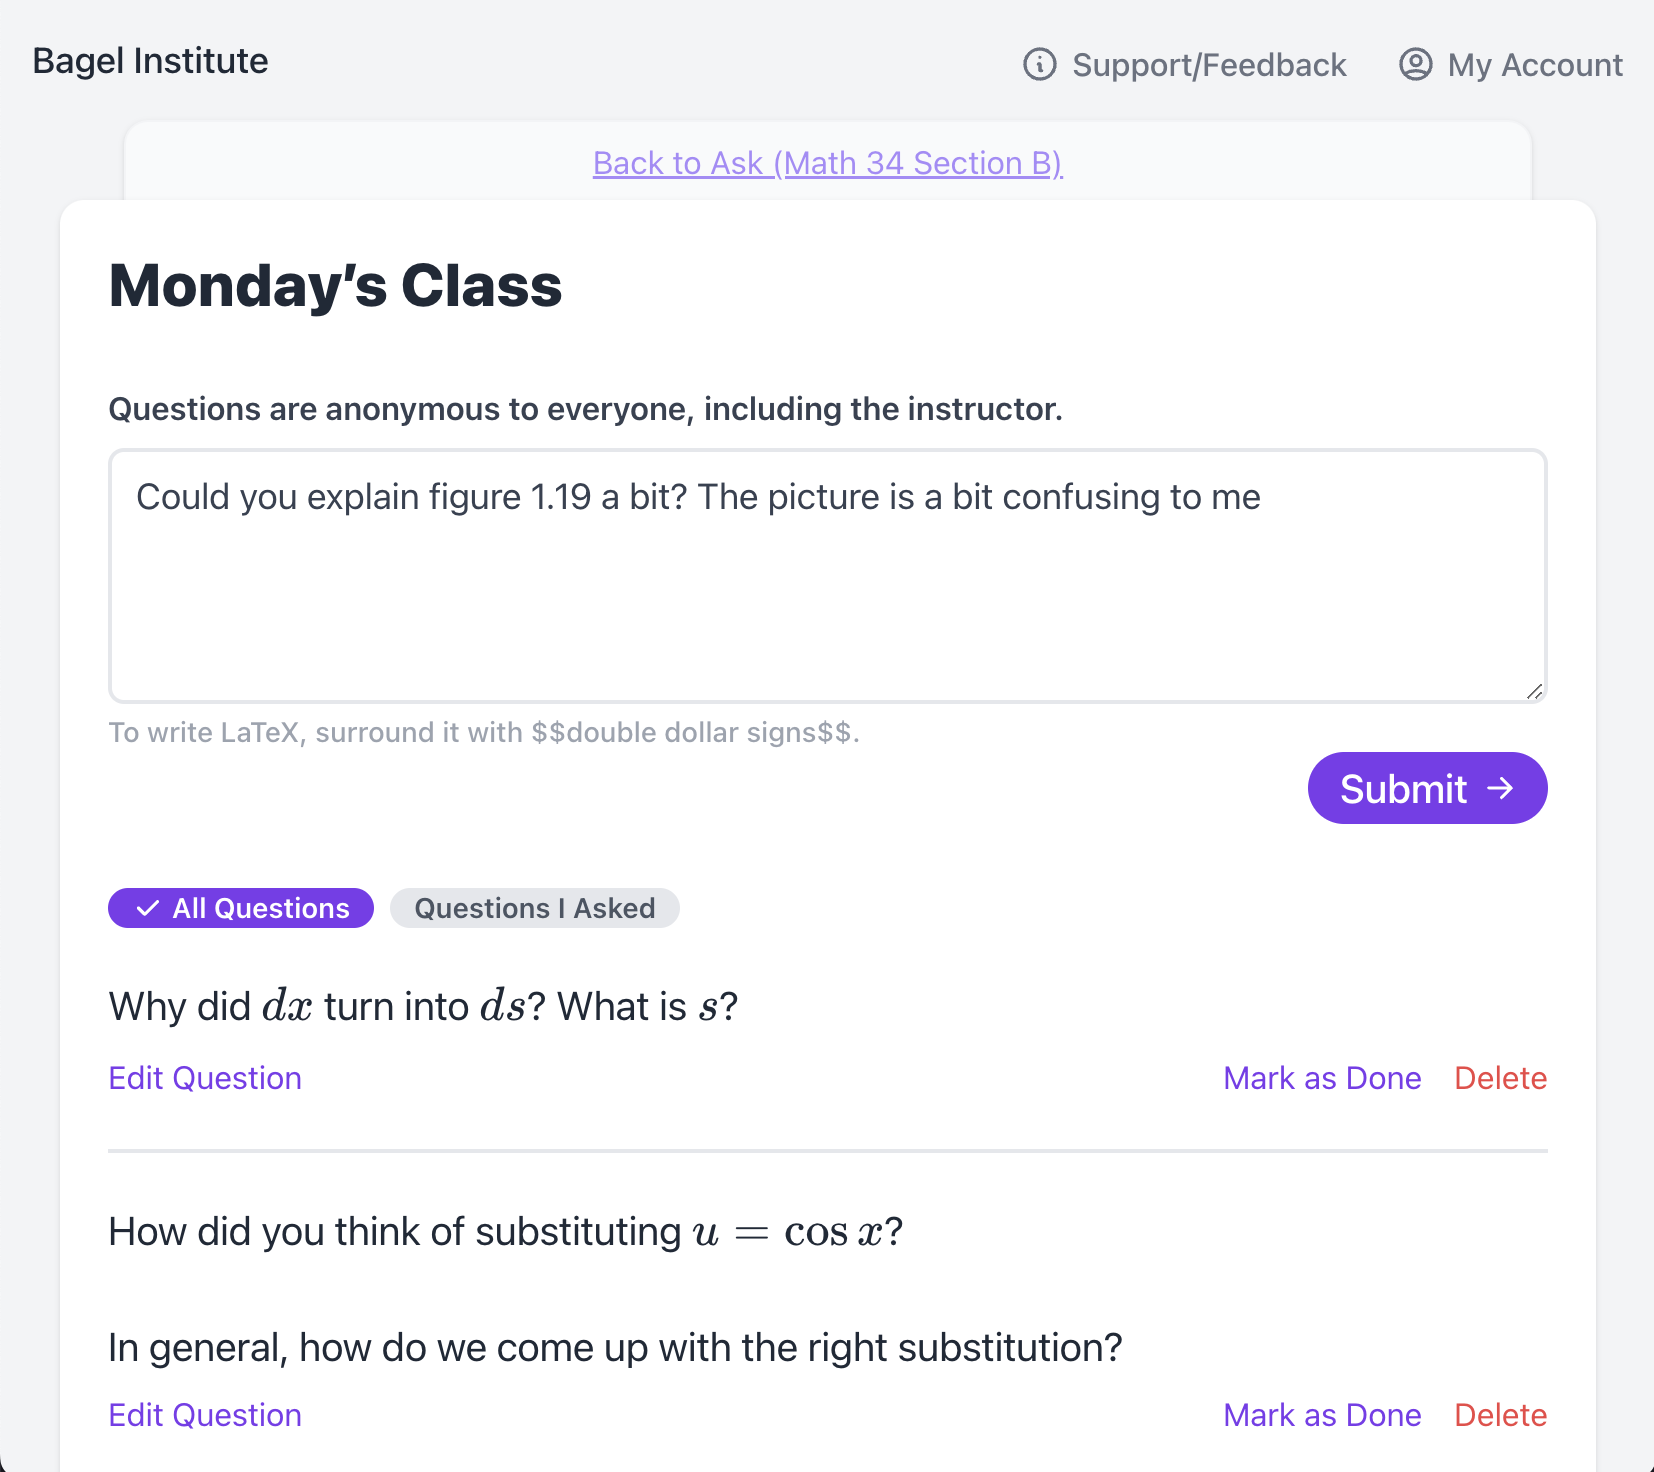 Bagel Institute
Support/Feedback
My Account
Back to Ask (Math 34 Section B)
Monday’s Class
Questions are anonymous to everyone, including the instructor.
Could you explain figure 1.19 a bit? The picture is a bit confusing to me
To write LaTeX, surround it with $$double dollar signs$$.
Submit →
All Questions
Questions I Asked
Why did dx turn into ds? What is s?
Edit Question
Mark as Done
Delete
How did you think of substituting u = cos x?
In general, how do we come up with the right substitution?
Edit Question
Mark as Done
Delete